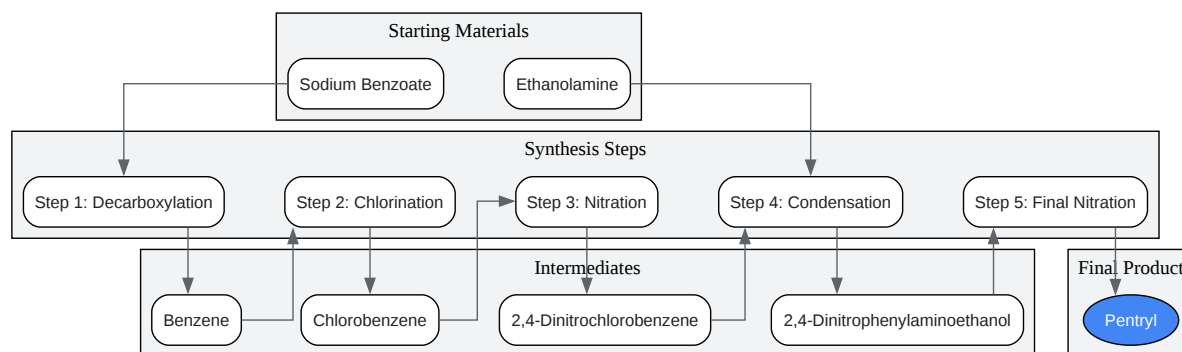 Starting Materials
Sodium Benzoate
Ethanolamine
Synthesis Steps
Step 1: Decarboxylation
Step 2: Chlorination
Step 3: Nitration
Step 4: Condensation
Step 5: Final Nitration
Intermediates
Final Product
Benzene
Chlorobenzene
2,4-Dinitrochlorobenzene
2,4-Dinitrophenylaminoethanol
Pentryl